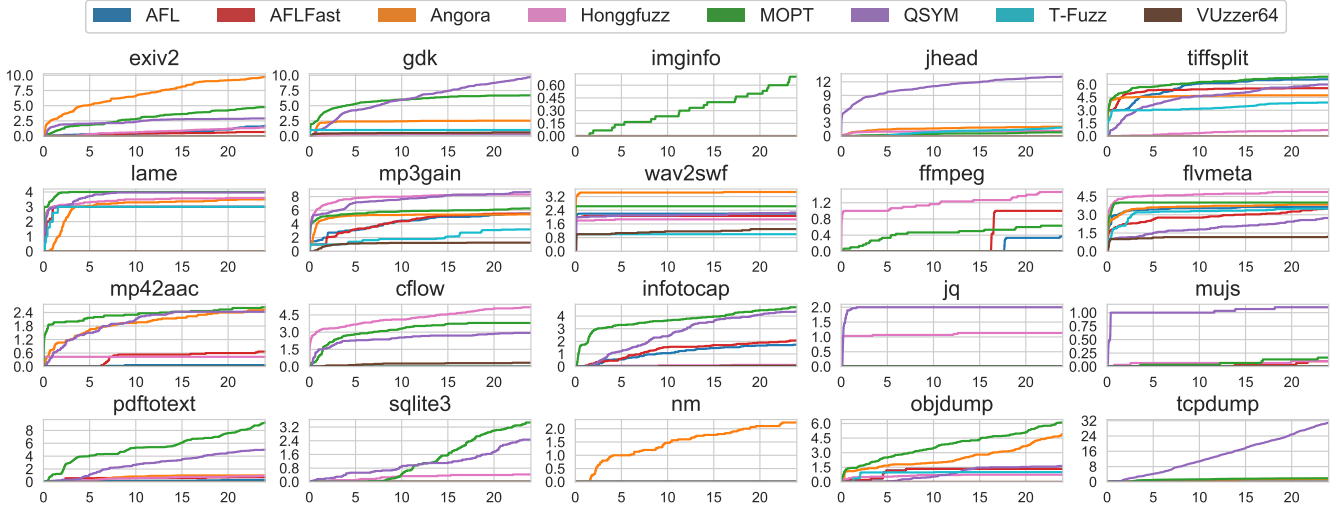 AFL AFLFast Angora Honggfuzz MOPT QSYM T-Fuzz VUzzer64
exiv2 gdk imginfo jhead tiffsplit
10.0 7.5 5.0 2.5 0.0
10.0 7.5 5.0 2.5 0.0
0.60 0.45 0.30 0.15 0.00
12 9 6 3 0
6.0 4.5 3.0 1.5 0.0
0 5 10 15 20 0 5 10 15 20 0 5 10 15 20 0 5 10 15 20 0 5 10 15 20
lame mp3gain wav2swf ffmpeg flvmeta
4 3 2 1 0
8 6 4 2 0
3.2 2.4 1.6 0.8 0.0
1.2 0.8 0.4 0.0
4.5 3.0 1.5 0.0
0 5 10 15 20 0 5 10 15 20 0 5 10 15 20 0 5 10 15 20 0 5 10 15 20
mp42aac cflow infotocap jq mujs
2.4 1.8 1.2 0.6 0.0
4.5 3.0 1.5 0.0
4 3 2 1 0
2.0 1.5 1.0 0.5 0.0
1.00 0.75 0.50 0.25 0.00
0 5 10 15 20 0 5 10 15 20 0 5 10 15 20 0 5 10 15 20 0 5 10 15 20
pdftotext sqlite3 nm objdump tcpdump
8 6 4 2 0
3.2 2.4 1.6 0.8 0.0
2.0 1.5 1.0 0.5 0.0
6.0 4.5 3.0 1.5 0.0
32 24 16 8 0
0 5 10 15 20 0 5 10 15 20 0 5 10 15 20 0 5 10 15 20 0 5 10 15 20